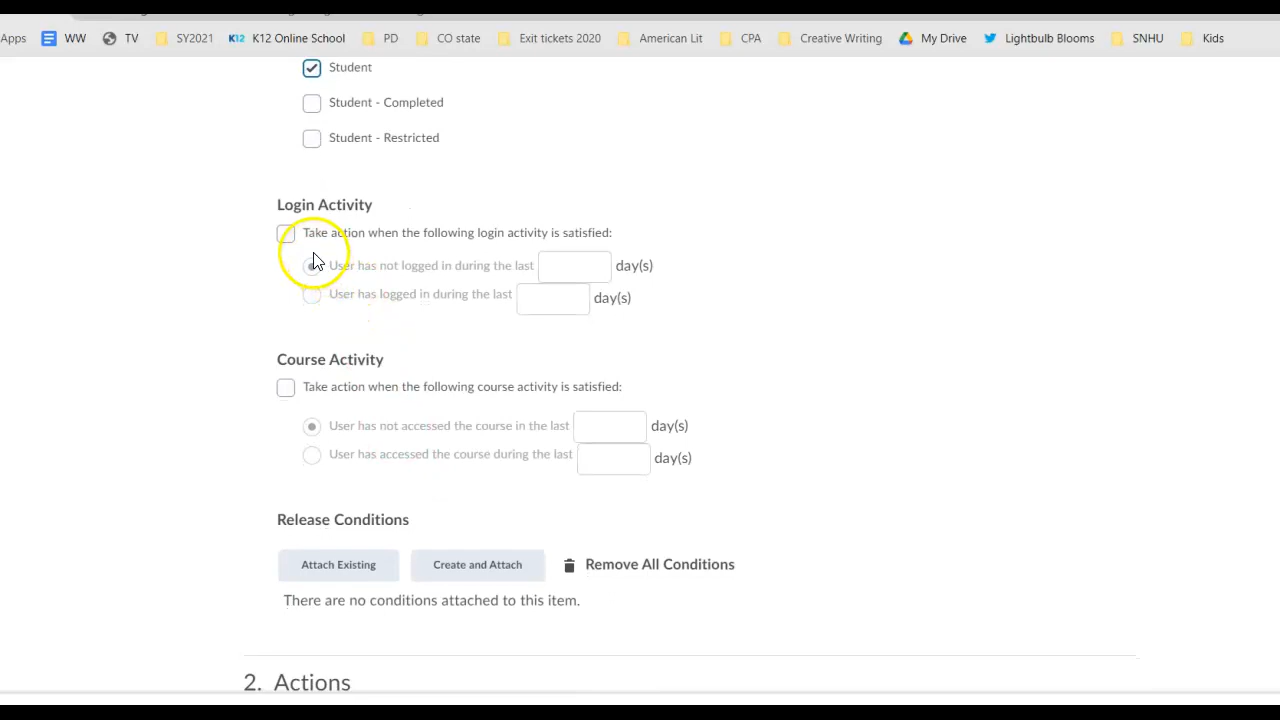 Apps WW TV SY2021 K12 K12 Online School PD CO state Exit tickets 2020 American Lit GPA Creative Writing My Drive Lightbulb Blooms SNHU Kids
Student
Student - Completed
Student - Restricted
Login Activity
Take action when the following login activity is satisfied:
User has not logged in during the last day(s)
User has logged in during the last day(s)
Course Activity
Take action when the following course activity is satisfied:
User has not accessed the course in the last day(s)
User has accessed the course during the last day(s)
Release Conditions
Attach Existing Create and Attach Remove All Conditions
There are no conditions attached to this item.
2. Actions